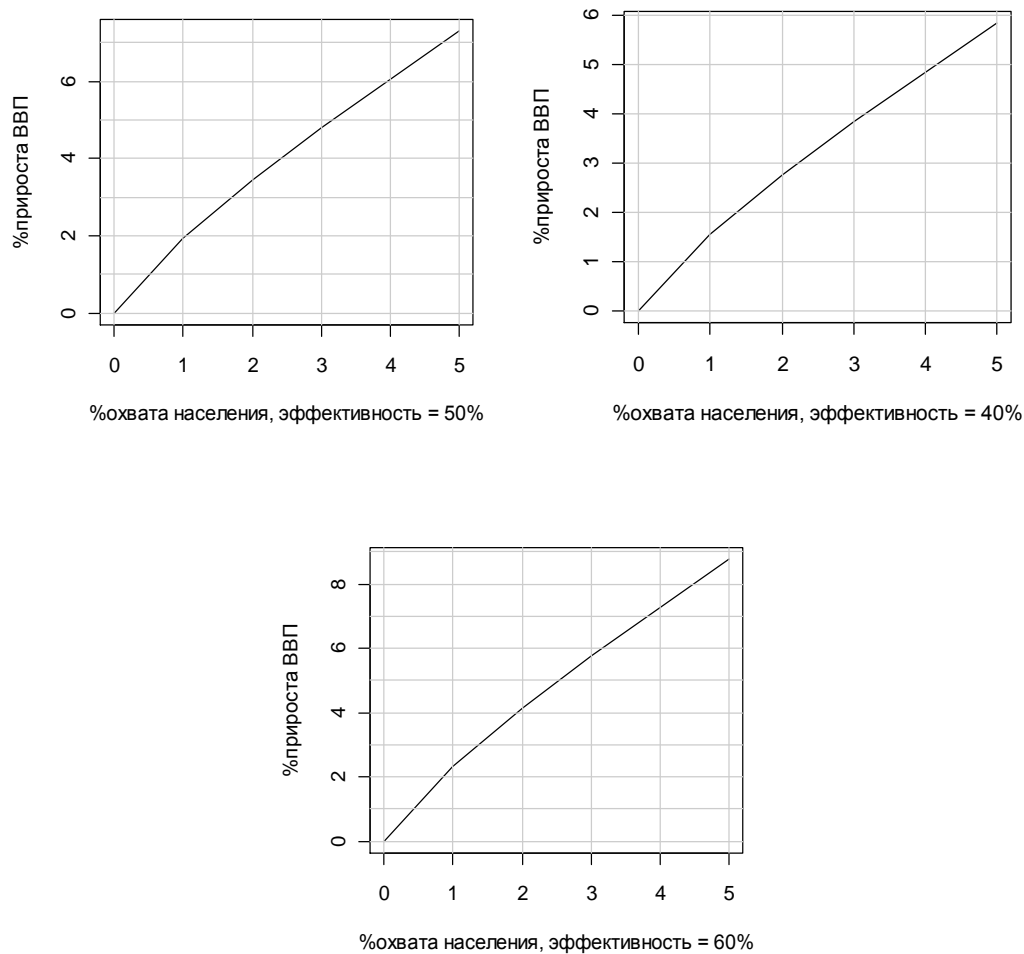 %прироста ВВП
0 2 4 6
0 1 2 3 4 5
%охвата населения, эффективность = 50%
%прироста ВВП
0 1 2 3 4 5 6
0 1 2 3 4 5
%охвата населения, эффективность = 40%
%прироста ВВП
0 2 4 6 8
0 1 2 3 4 5
%охвата населения, эффективность = 60%